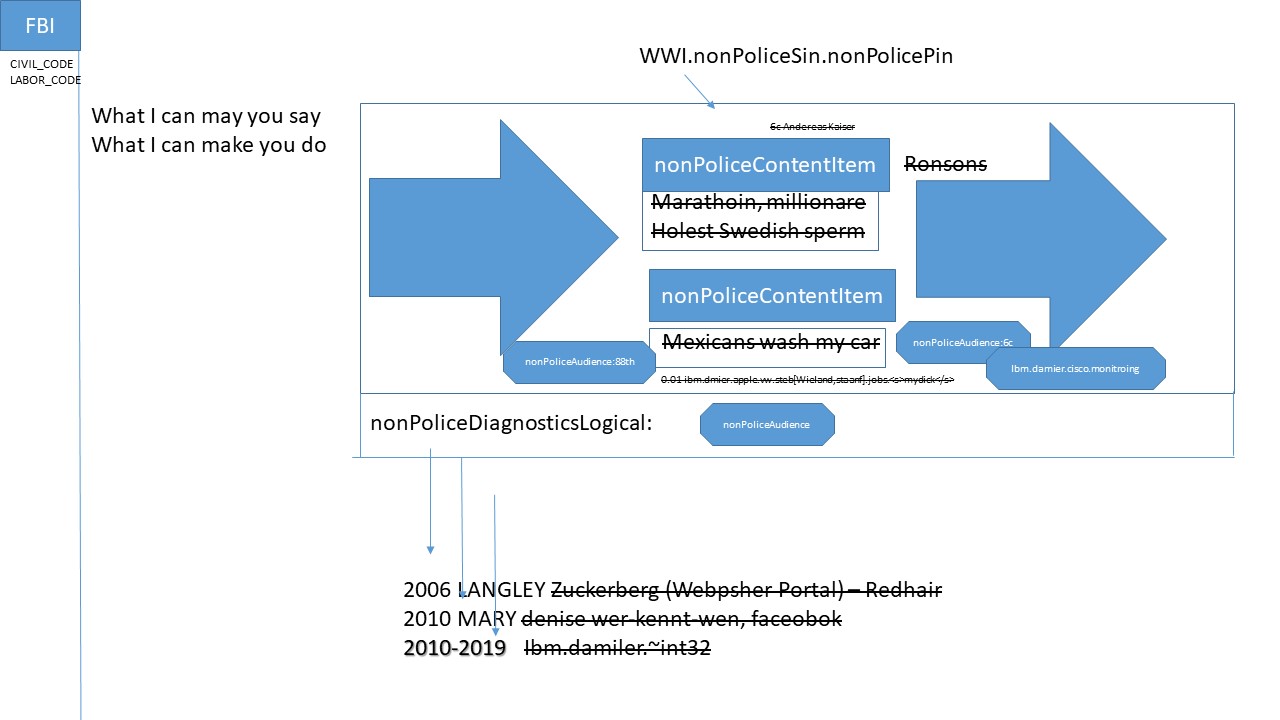 FBI
CIVIL_CODE
LABOR_CODE
What I can may you say
What I can make you do
WWI.nonPoliceSin.nonPolicePin
6c Andereas Kaiser
nonPoliceContentItem
Ronsons
Marathoin, millionare
Holest Swedish sperm
nonPoliceContentItem
Mexicans wash my car
nonPoliceAudience:6c
nonPoliceAudience:88th
Ibm.damier.cisco.monitroing
0.01 ibm.dmier.apple.vw.steb[Wieland,staanf].jobs.<s>mydick</s>
nonPoliceDiagnosticsLogical:
nonPoliceAudience
2006 LANGLEY Zuckerberg (Webpsher Portal) – Redhair
2010 MARY denise wer-kennt-wen, faceobok
2010-2019 Ibm.damiler.~int32